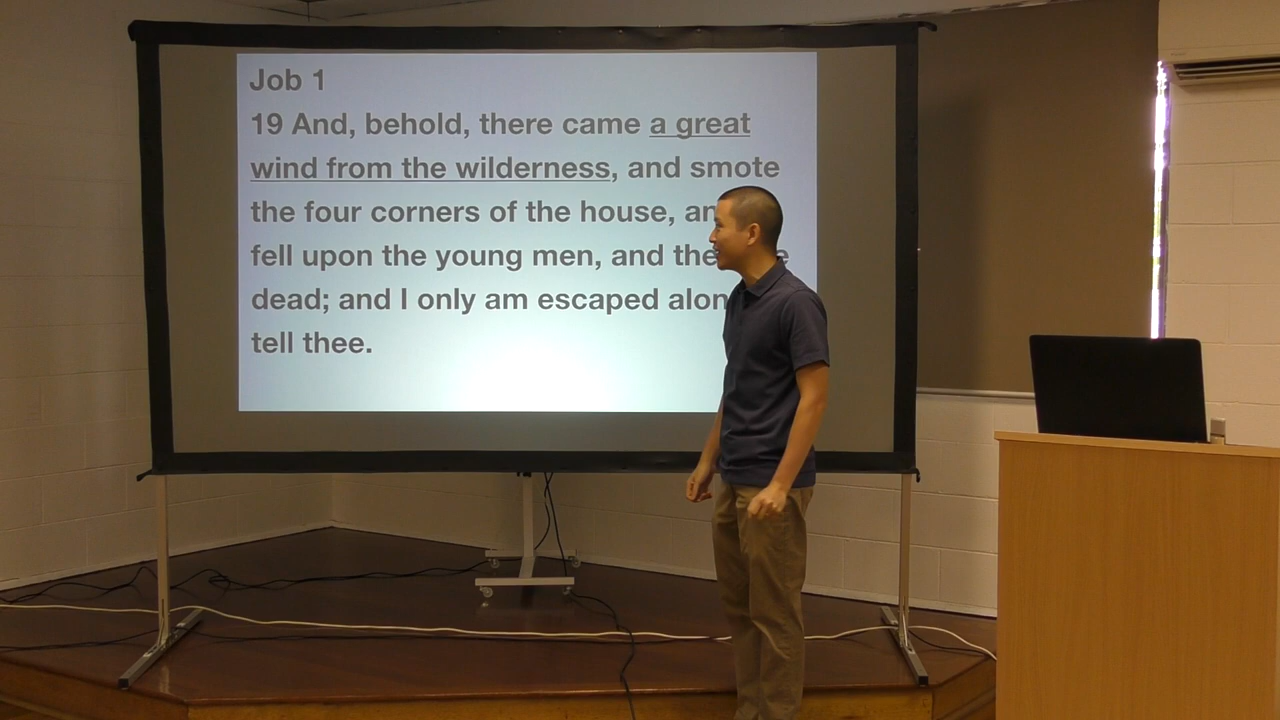 Job 1
19 And, behold, there came a great
wind from the wilderness, and smote
the four corners of the house, an
fell upon the young men, and the
dead; and I only am escaped alon
tell thee.